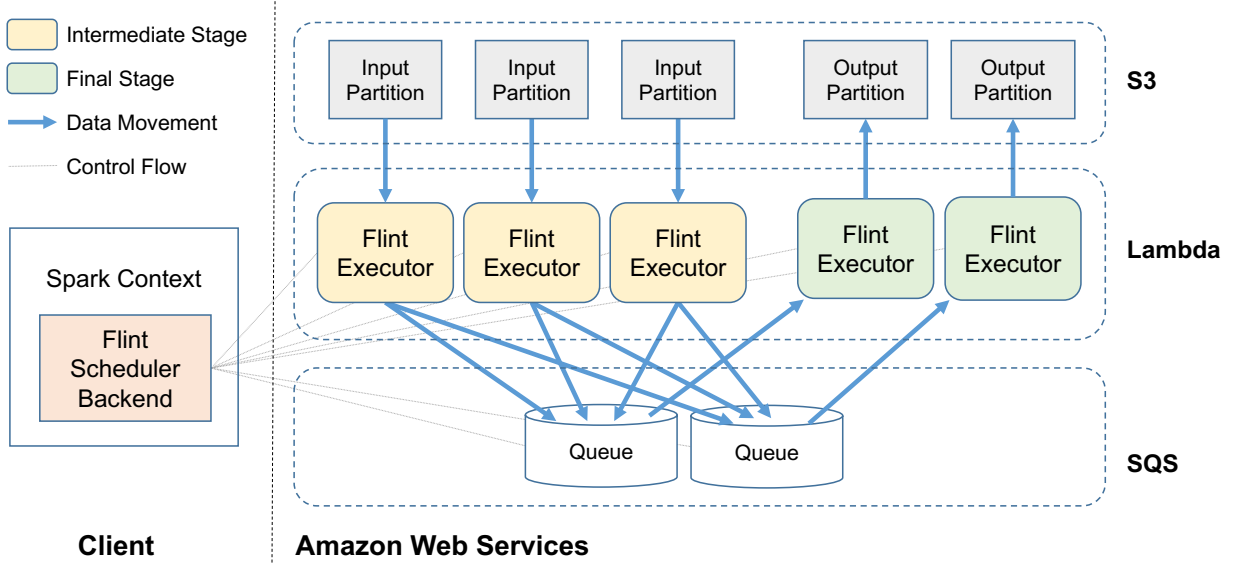 Intermediate Stage
Final Stage
Data Movement
Control Flow
Spark Context
Flint
Scheduler
Backend
Client
Input
Partition
Input
Partition
Input
Partition
Output
Partition
Output
Partition
S3
Flint
Executor
Flint
Executor
Flint
Executor
Flint
Executor
Flint
Executor
Lambda
Queue
Queue
SQS
Amazon Web Services